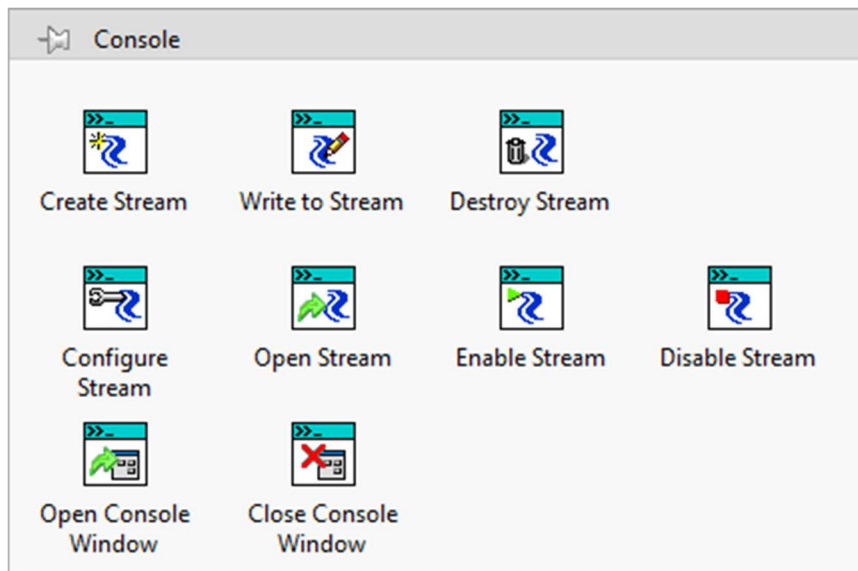 Console
>>_
>>_
>>_
Create Stream
Write to Stream
Destroy Stream
>>_
>>_
>>_
>>_
Configure
Stream
Open Stream
Enable Stream
Disable Stream
>>_
>>_
Open Console
Window
Close Console
Window